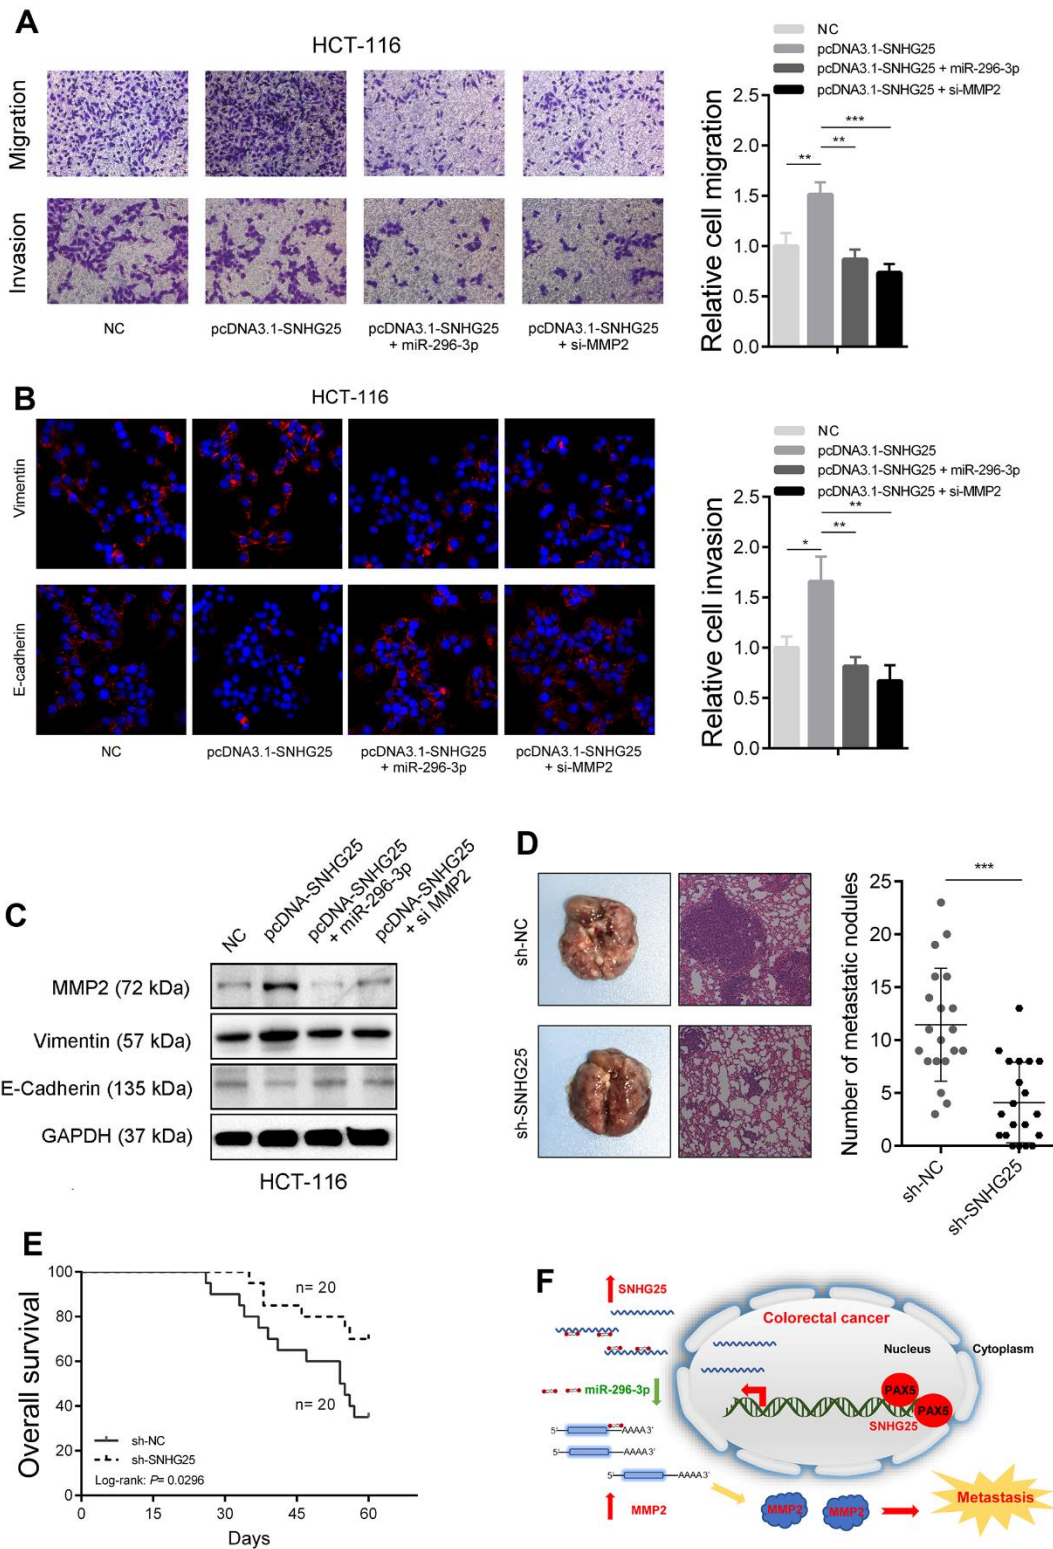 A
HCT-116
Migration
Invasion
NC
pcDNA3.1-SNHG25
pcDNA3.1-SNHG25
+ miR-296-3p
pcDNA3.1-SNHG25
+ si-MMP2
NC
pcDNA3.1-SNHG25
pcDNA3.1-SNHG25 + miR-296-3p
pcDNA3.1-SNHG25 + si-MMP2
Relative cell migration
2.5
2.0
1.5
1.0
0.5
0.0
***
**
**
B
HCT-116
Vimentin
E-cadherin
NC
pcDNA3.1-SNHG25
pcDNA3.1-SNHG25
+ miR-296-3p
pcDNA3.1-SNHG25
+ si-MMP2
NC
pcDNA3.1-SNHG25
pcDNA3.1-SNHG25 + miR-296-3p
pcDNA3.1-SNHG25 + si-MMP2
Relative cell invasion
2.5
2.0
1.5
1.0
0.5
0.0
**
**
*
C
NC
pcDNA-SNHG25
pcDNA-SNHG25
+ miR-296-3p
pcDNA-SNHG25
+ si MMP2
MMP2 (72 kDa)
Vimentin (57 kDa)
E-Cadherin (135 kDa)
GAPDH (37 kDa)
HCT-116
D
sh-NC
sh-SNHG25
Number of metastatic nodules
25
20
15
10
5
0
***
sh-NC
sh-SNHG25
E
Overall survival
100
80
60
40
20
0
n= 20
n= 20
sh-NC
sh-SNHG25
Log-rank: P= 0.0296
0 15 30 45 60
Days
F
SNHG25
Colorectal cancer
Nucleus
Cytoplasm
miR-296-3p
PAX5
PAX5
SNHG25
5' AAAA3'
5' AAAA3'
5' AAAA3'
MMP2
MMP2
MMP2
Metastasis